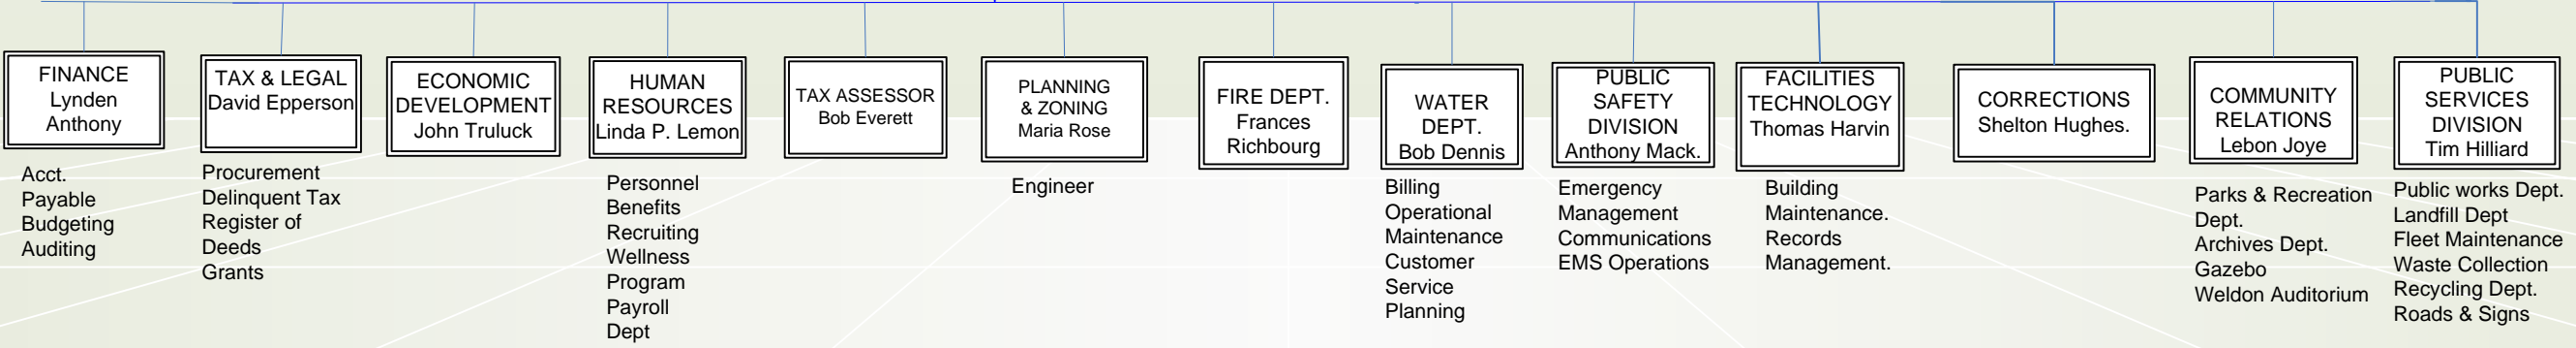 FINANCE
Lynden
Anthony
Acct.
Payable
Budgeting
Auditing
TAX & LEGAL
David Epperson
Procurement
Delinquent Tax
Register of
Deeds
Grants
ECONOMIC
DEVELOPMENT
John Truluck
HUMAN
RESOURCES
Linda P. Lemon
Personnel
Benefits
Recruiting
Wellness
Program
Payroll
Dept
TAX ASSESSOR
Bob Everett
PLANNING
& ZONING
Maria Rose
Engineer
FIRE DEPT.
Frances
Richbourg
WATER
DEPT.
Bob Dennis
Billing
Operational
Maintenance
Customer
Service
Planning
PUBLIC
SAFETY
DIVISION
Anthony Mack.
Emergency
Management
Communications
EMS Operations
FACILITIES
TECHNOLOGY
Thomas Harvin
Building
Maintenance.
Records
Management.
CORRECTIONS
Shelton Hughes.
COMMUNITY
RELATIONS
Lebon Joye
Parks & Recreation
Dept.
Archives Dept.
Gazebo
Weldon Auditorium
PUBLIC
SERVICES
DIVISION
Tim Hilliard
Public works Dept.
Landfill Dept
Fleet Maintenance
Waste Collection
Recycling Dept.
Roads & Signs